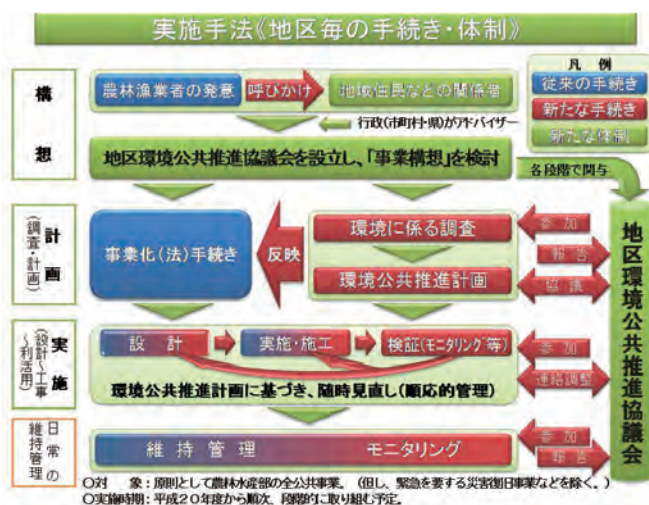 実施手法《地区毎の手続き・体制》
凡 例
従来の手続き
新たな手続き
新たな体制
構想
農林漁業者の発意
呼びかけ
地域住民などの関係者
行政(市町村・県)がアドバイザー
地区環境公共推進協議会を設立し、「事業構想」を検討
各段階で関与
計画
(調査・計画)
事業化(法)手続き
反映
環境に係る調査
環境公共推進計画
参 加
報 告
協 議
地区環境公共推進協議会
実施
(設計～工事～利活用)
設 計
実施・施工
検証(モニタリング等)
環境公共推進計画に基づき、随時見直し(順応的管理)
参 加
連絡調整
日常の維持管理
維 持 管 理
モニタリング
参 加
報 告
○対 象：原則として農林水産部の全公共事業。（但し、緊急を要する災害復旧事業などを除く。）
○実施時期：平成２０年度から順次、段階的に取り組む予定。